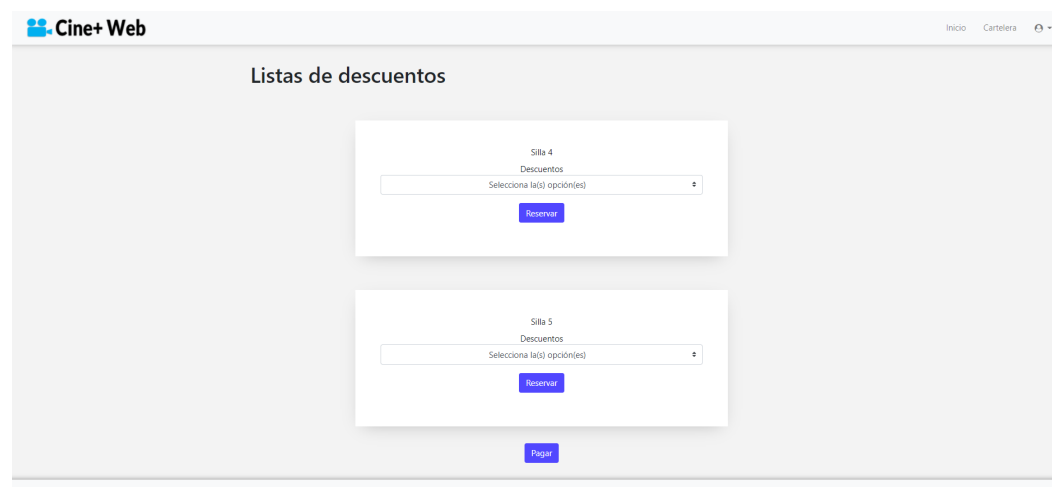 Cine+ Web
Inicio Cartelera
Listas de descuentos
Silla 4
Descuentos
Selecciona la(s) opción(es)
Reservar
Silla 5
Descuentos
Selecciona la(s) opción(es)
Reservar
Pagar